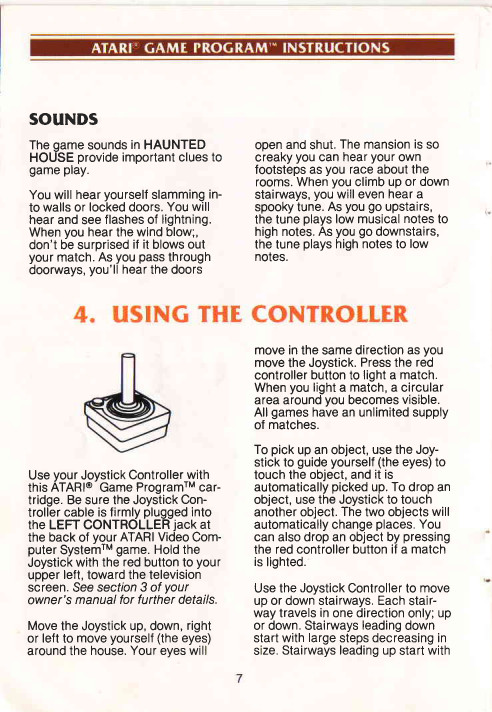 ATARI® GAME PROGRAM™ INSTRUCTIONS
SOUNDS
The game sounds in HAUNTED
HOUSE provide important clues to
game play.
You will hear yourself slamming in-
to walls or locked doors. You will
hear and see flashes of lightning.
When you hear the wind blow;,
don't be surprised if it blows out
your match. As you pass through
doorways, you'll hear the doors
open and shut. The mansion is so
creaky you can hear your own
footsteps as you race about the
rooms. When you climb up or down
stairways, you will even hear a
spooky tune. As you go upstairs,
the tune plays low musical notes to
high notes. As you go downstairs,
the tune plays high notes to low
notes.
4. USING THE CONTROLLER
Use your Joystick Controller with
this ATARI® Game Program™ car-
tridge. Be sure the Joystick Con-
troller cable is firmly plugged into
the LEFT CONTROLLER jack at
the back of your ATARI Video Com-
puter System™ game. Hold the
Joystick with the red button to your
upper left, toward the television
screen. See section 3 of your
owner's manual for further details.
Move the Joystick up, down, right
or left to move yourself (the eyes)
around the house. Your eyes will
move in the same direction as you
move the Joystick. Press the red
controller button to light a match.
When you light a match, a circular
area around you becomes visible.
All games have an unlimited supply
of matches.
To pick up an object, use the Joy-
stick to guide yourself (the eyes) to
touch the object, and it is
automatically picked up. To drop an
object, use the Joystick to touch
another object. The two objects will
automatically change places. You
can also drop an object by pressing
the red controller button if a match
is lighted.
Use the Joystick Controller to move
up or down stairways. Each stair-
way travels in one direction only; up
or down. Stairways leading down
start with large steps decreasing in
size. Stairways leading up start with
7